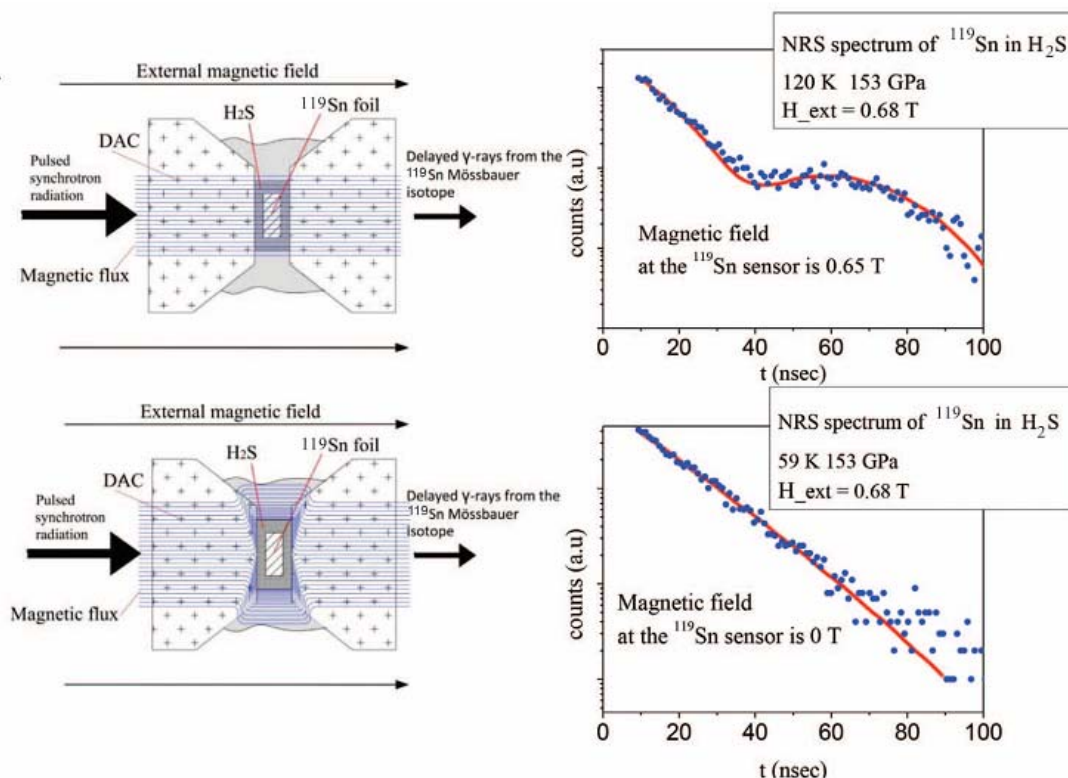 External magnetic field
H2S
119Sn foil
DAC
Pulsed
synchrotron
radiation
Delayed γ-rays from the
119Sn Mössbauer
isotope
Magnetic flux
NRS spectrum of 119Sn in H2S
120 K 153 GPa
H_ext = 0.68 T
Magnetic field
at the 119Sn sensor is 0.65 T
counts (a.u)
0 20 40 60 80 100
t (nsec)
External magnetic field
H2S
119Sn foil
DAC
Pulsed
synchrotron
radiation
Delayed γ-rays from the
119Sn Mössbauer
isotope
Magnetic flux
NRS spectrum of 119Sn in H2S
59 K 153 GPa
H_ext = 0.68 T
Magnetic field
at the 119Sn sensor is 0 T
counts (a.u)
0 20 40 60 80 100
t (nsec)